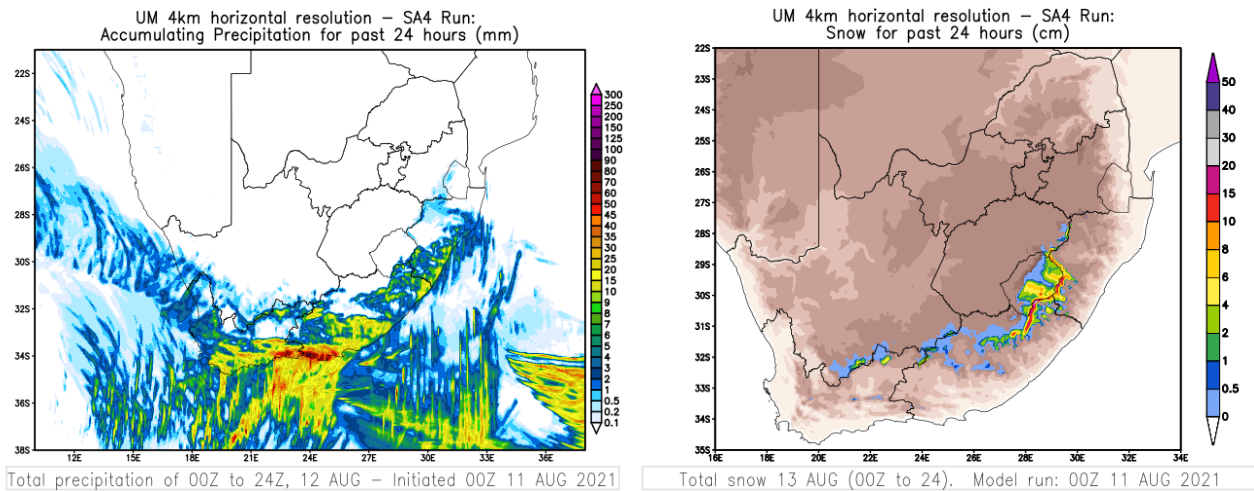 UM 4km horizontal resolution – SA4 Run:
Accumulating Precipitation for past 24 hours (mm)
22S
24S
26S
28S
30S
32S
34S
36S
38S
12E
15E
18E
21E
24E
27E
30E
33E
36E
300
250
200
150
125
100
90
80
70
60
50
45
40
35
30
25
20
15
10
9
8
7
6
5
4
3
2
1
0.5
0.2
0.1
Total precipitation of 00Z to 24Z, 12 AUG – Initiated 00Z 11 AUG 2021
UM 4km horizontal resolution – SA4 Run:
Snow for past 24 hours (cm)
22S
23S
24S
25S
26S
27S
28S
29S
30S
31S
32S
33S
34S
35S
16E
18E
20E
22E
24E
26E
28E
30E
32E
34E
50
40
30
20
15
10
8
6
4
2
1
0.5
0
Total snow 13 AUG (00Z to 24). Model run: 00Z 11 AUG 2021